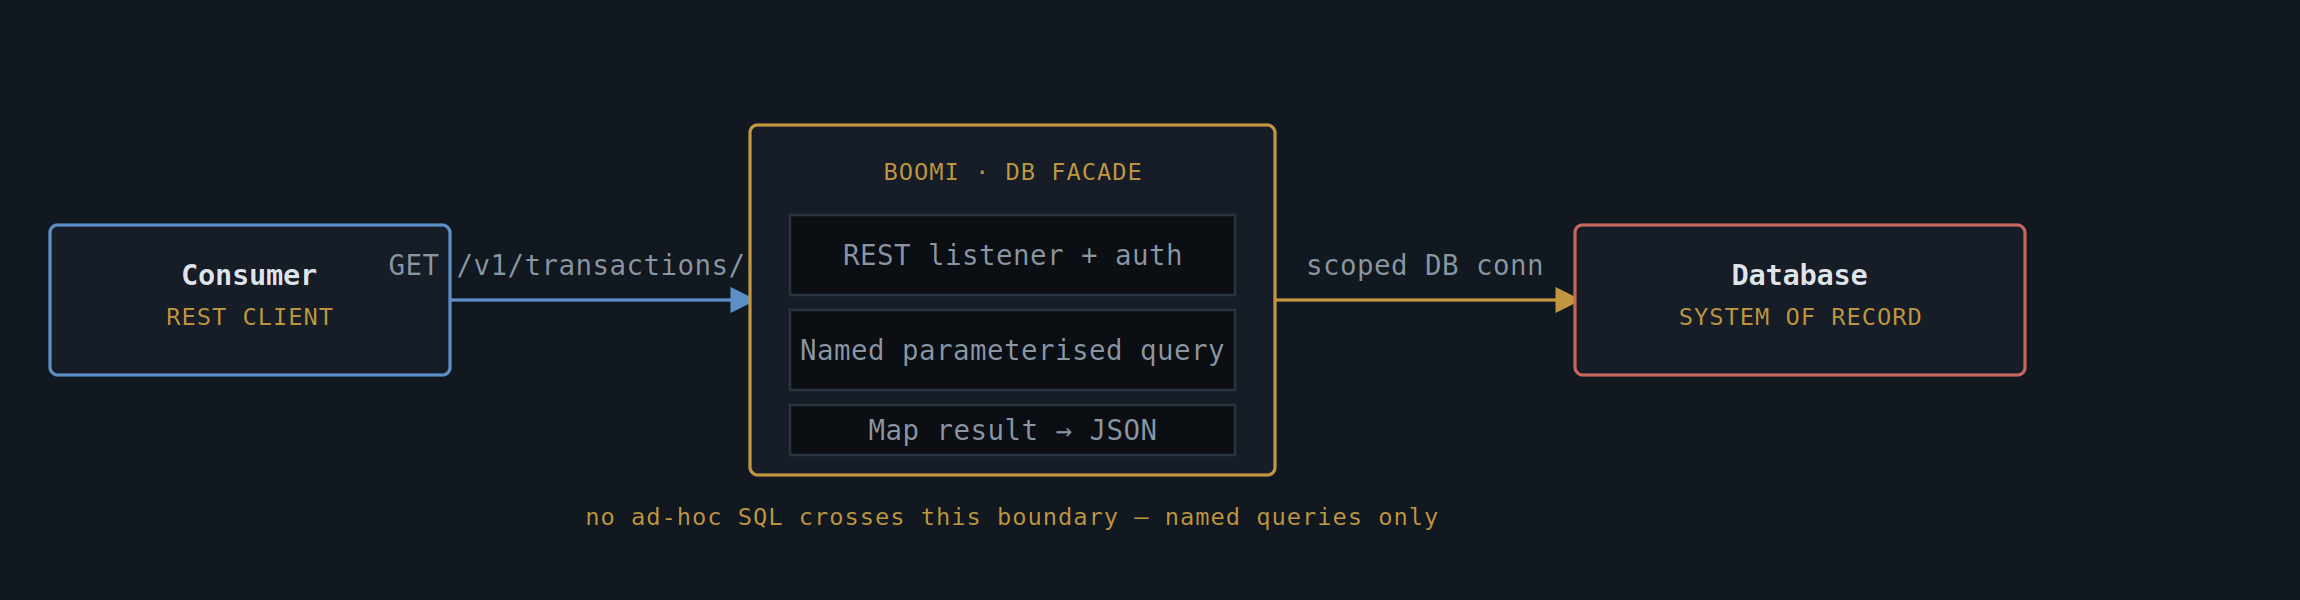 BOOMI · DB FACADE
Consumer
REST CLIENT
GET /v1/transactions/
REST listener + auth
Named parameterised query
Map result → JSON
scoped DB conn
Database
SYSTEM OF RECORD
no ad-hoc SQL crosses this boundary — named queries only